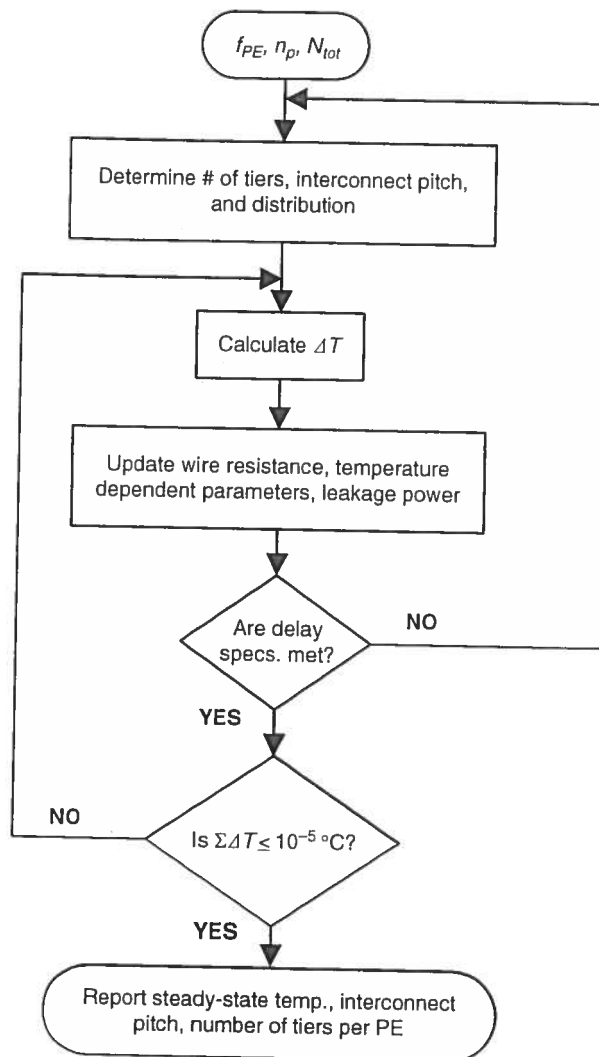 f_PE, n_p, N_tot
Determine # of tiers, interconnect pitch,
and distribution
Calculate ΔT
Update wire resistance, temperature
dependent parameters, leakage power
Are delay
specs. met?
NO
YES
Is ΣΔT ≤ 10⁻⁵ °C?
NO
YES
Report steady-state temp., interconnect
pitch, number of tiers per PE